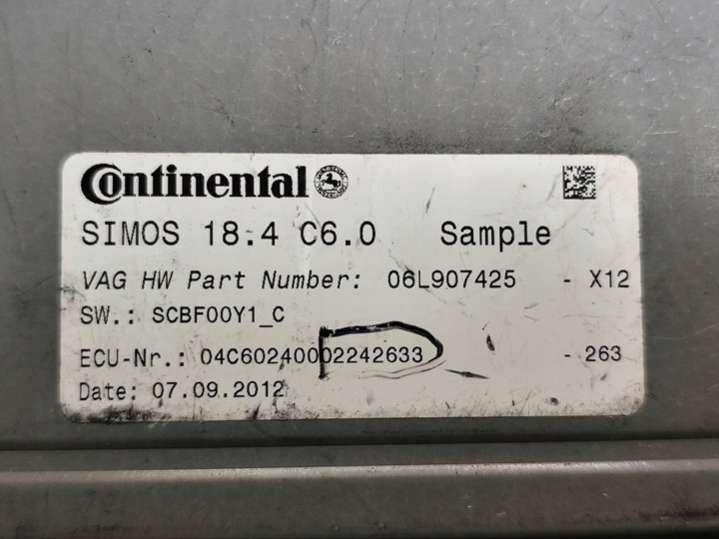 Continental
SIMOS 18.4 C6.0 Sample
VAG HW Part Number: 06L907425 - X12
SW.: SCBF00Y1_C
ECU-Nr.: 04C60240002242633 - 263
Date: 07.09.2012